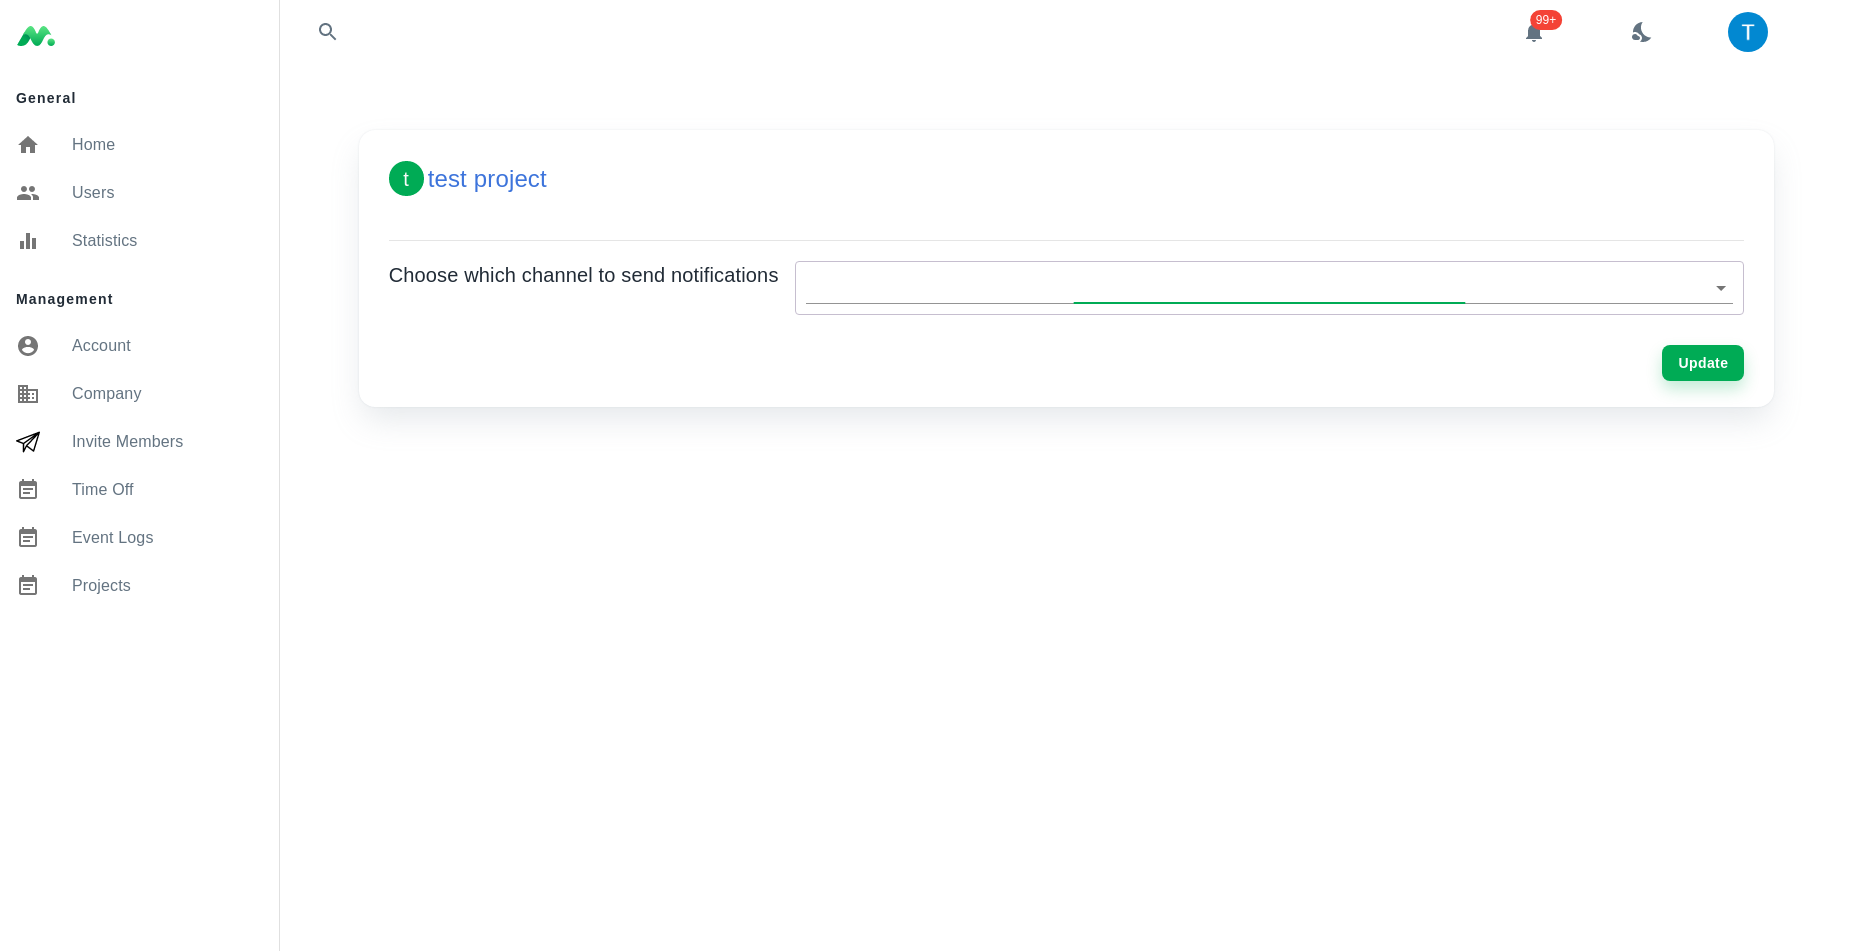 99+
T
General
Home
Users
Statistics
Management
Account
Company
Invite Members
Time Off
Event Logs
Projects
t test project
Choose which channel to send notifications
Update